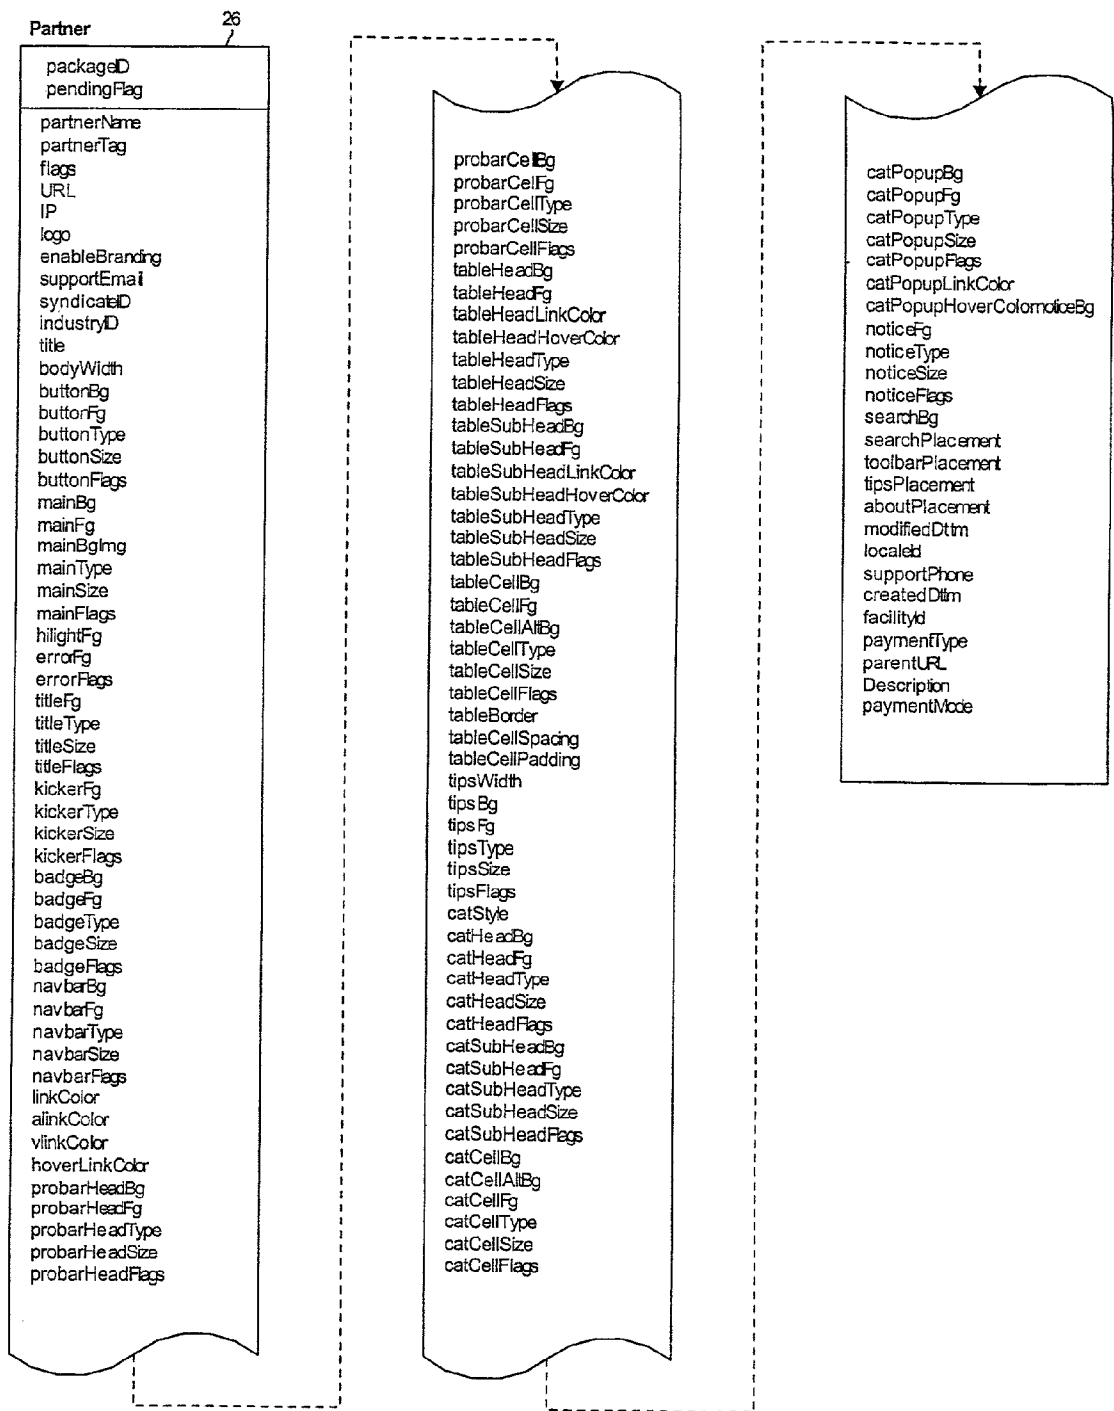 Partner
26
packageID
pendingFlag
partnerName
partnerTag
flags
URL
IP
logo
enableBranding
supportEmail
syndicateID
industryID
title
bodyWidth
buttonBg
buttonFg
buttonType
buttonSize
buttonFlags
mainBg
mainFg
mainBgImg
mainType
mainSize
mainFlags
hilightFg
errorFg
errorFlags
titleFg
titleType
titleSize
titleFlags
kickerFg
kickerType
kickerSize
kickerFlags
badgeBg
badgeFg
badgeType
badgeSize
badgeFlags
navbarBg
navbarFg
navbarType
navbarSize
navbarFlags
linkColor
alinkColor
vlinkColor
hoverLinkColor
probarHeadBg
probarHeadFg
probarHeadType
probarHeadSize
probarHeadFlags
probarCellBg
probarCellFg
probarCellType
probarCellSize
probarCellFlags
tableHeadBg
tableHeadFg
tableHeadLinkColor
tableHeadHoverColor
tableHeadType
tableHeadSize
tableHeadFlags
tableSubHeadBg
tableSubHeadFg
tableSubHeadLinkColor
tableSubHeadHoverColor
tableSubHeadType
tableSubHeadSize
tableSubHeadFlags
tableCellBg
tableCellFg
tableCellAltBg
tableCellType
tableCellSize
tableCellFlags
tableBorder
tableCellSpacing
tableCellPadding
tipsWidth
tipsBg
tipsFg
tipsType
tipsSize
tipsFlags
catStyle
catHeadBg
catHeadFg
catHeadType
catHeadSize
catHeadFlags
catSubHeadBg
catSubHeadFg
catSubHeadType
catSubHeadSize
catSubHeadFlags
catCellBg
catCellAltBg
catCellFg
catCellType
catCellSize
catCellFlags
catPopupBg
catPopupFg
catPopupType
catPopupSize
catPopupFlags
catPopupLinkColor
catPopupHoverColornoticeBg
noticeFg
noticeType
noticeSize
noticeFlags
searchBg
searchPlacement
toolbarPlacement
tipsPlacement
aboutPlacement
modifiedDttm
localeId
supportPhone
createdDttm
facilityId
paymentType
parentURL
Description
paymentMode